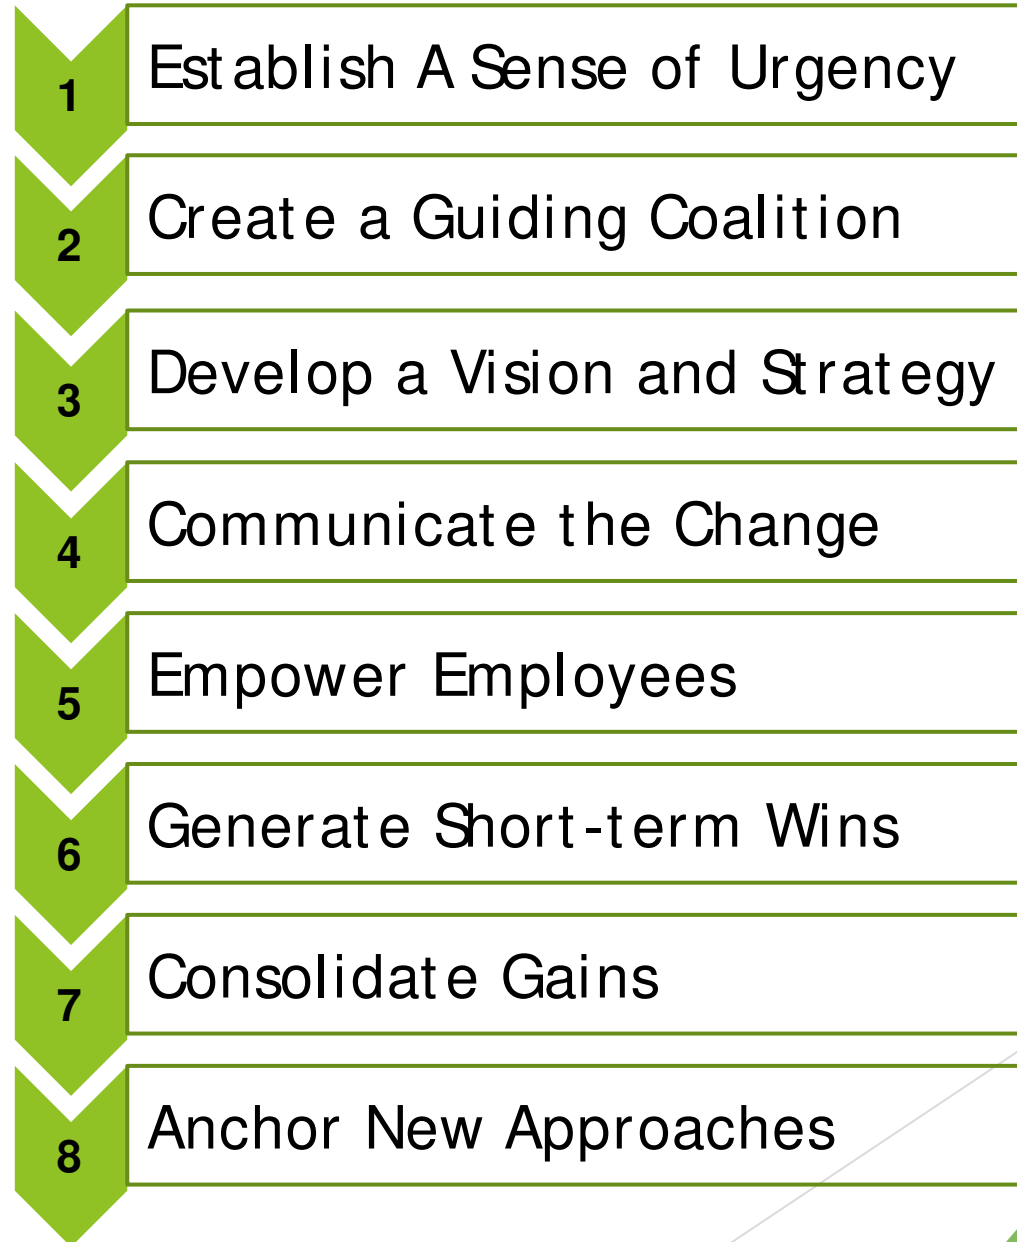 1 Establish A Sense of Urgency
2 Create a Guiding Coalition
3 Develop a Vision and Strategy
4 Communicate the Change
5 Empower Employees
6 Generate Short-term Wins
7 Consolidate Gains
8 Anchor New Approaches